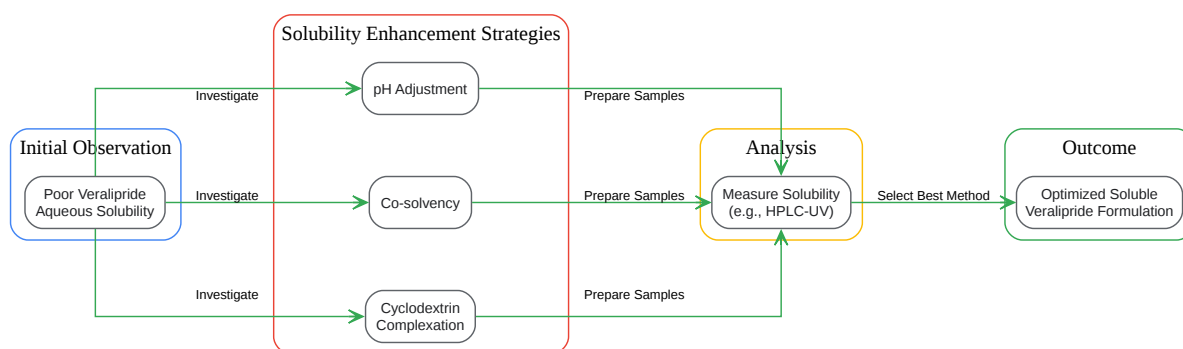 Solubility Enhancement Strategies
pH Adjustment
Investigate
Prepare Samples
Initial Observation
Poor Veralipride
Aqueous Solubility
Investigate
Co-solvency
Prepare Samples
Analysis
Measure Solubility
(e.g., HPLC-UV)
Select Best Method
Outcome
Optimized Soluble
Veralipride Formulation
Investigate
Cyclodextrin
Complexation
Prepare Samples